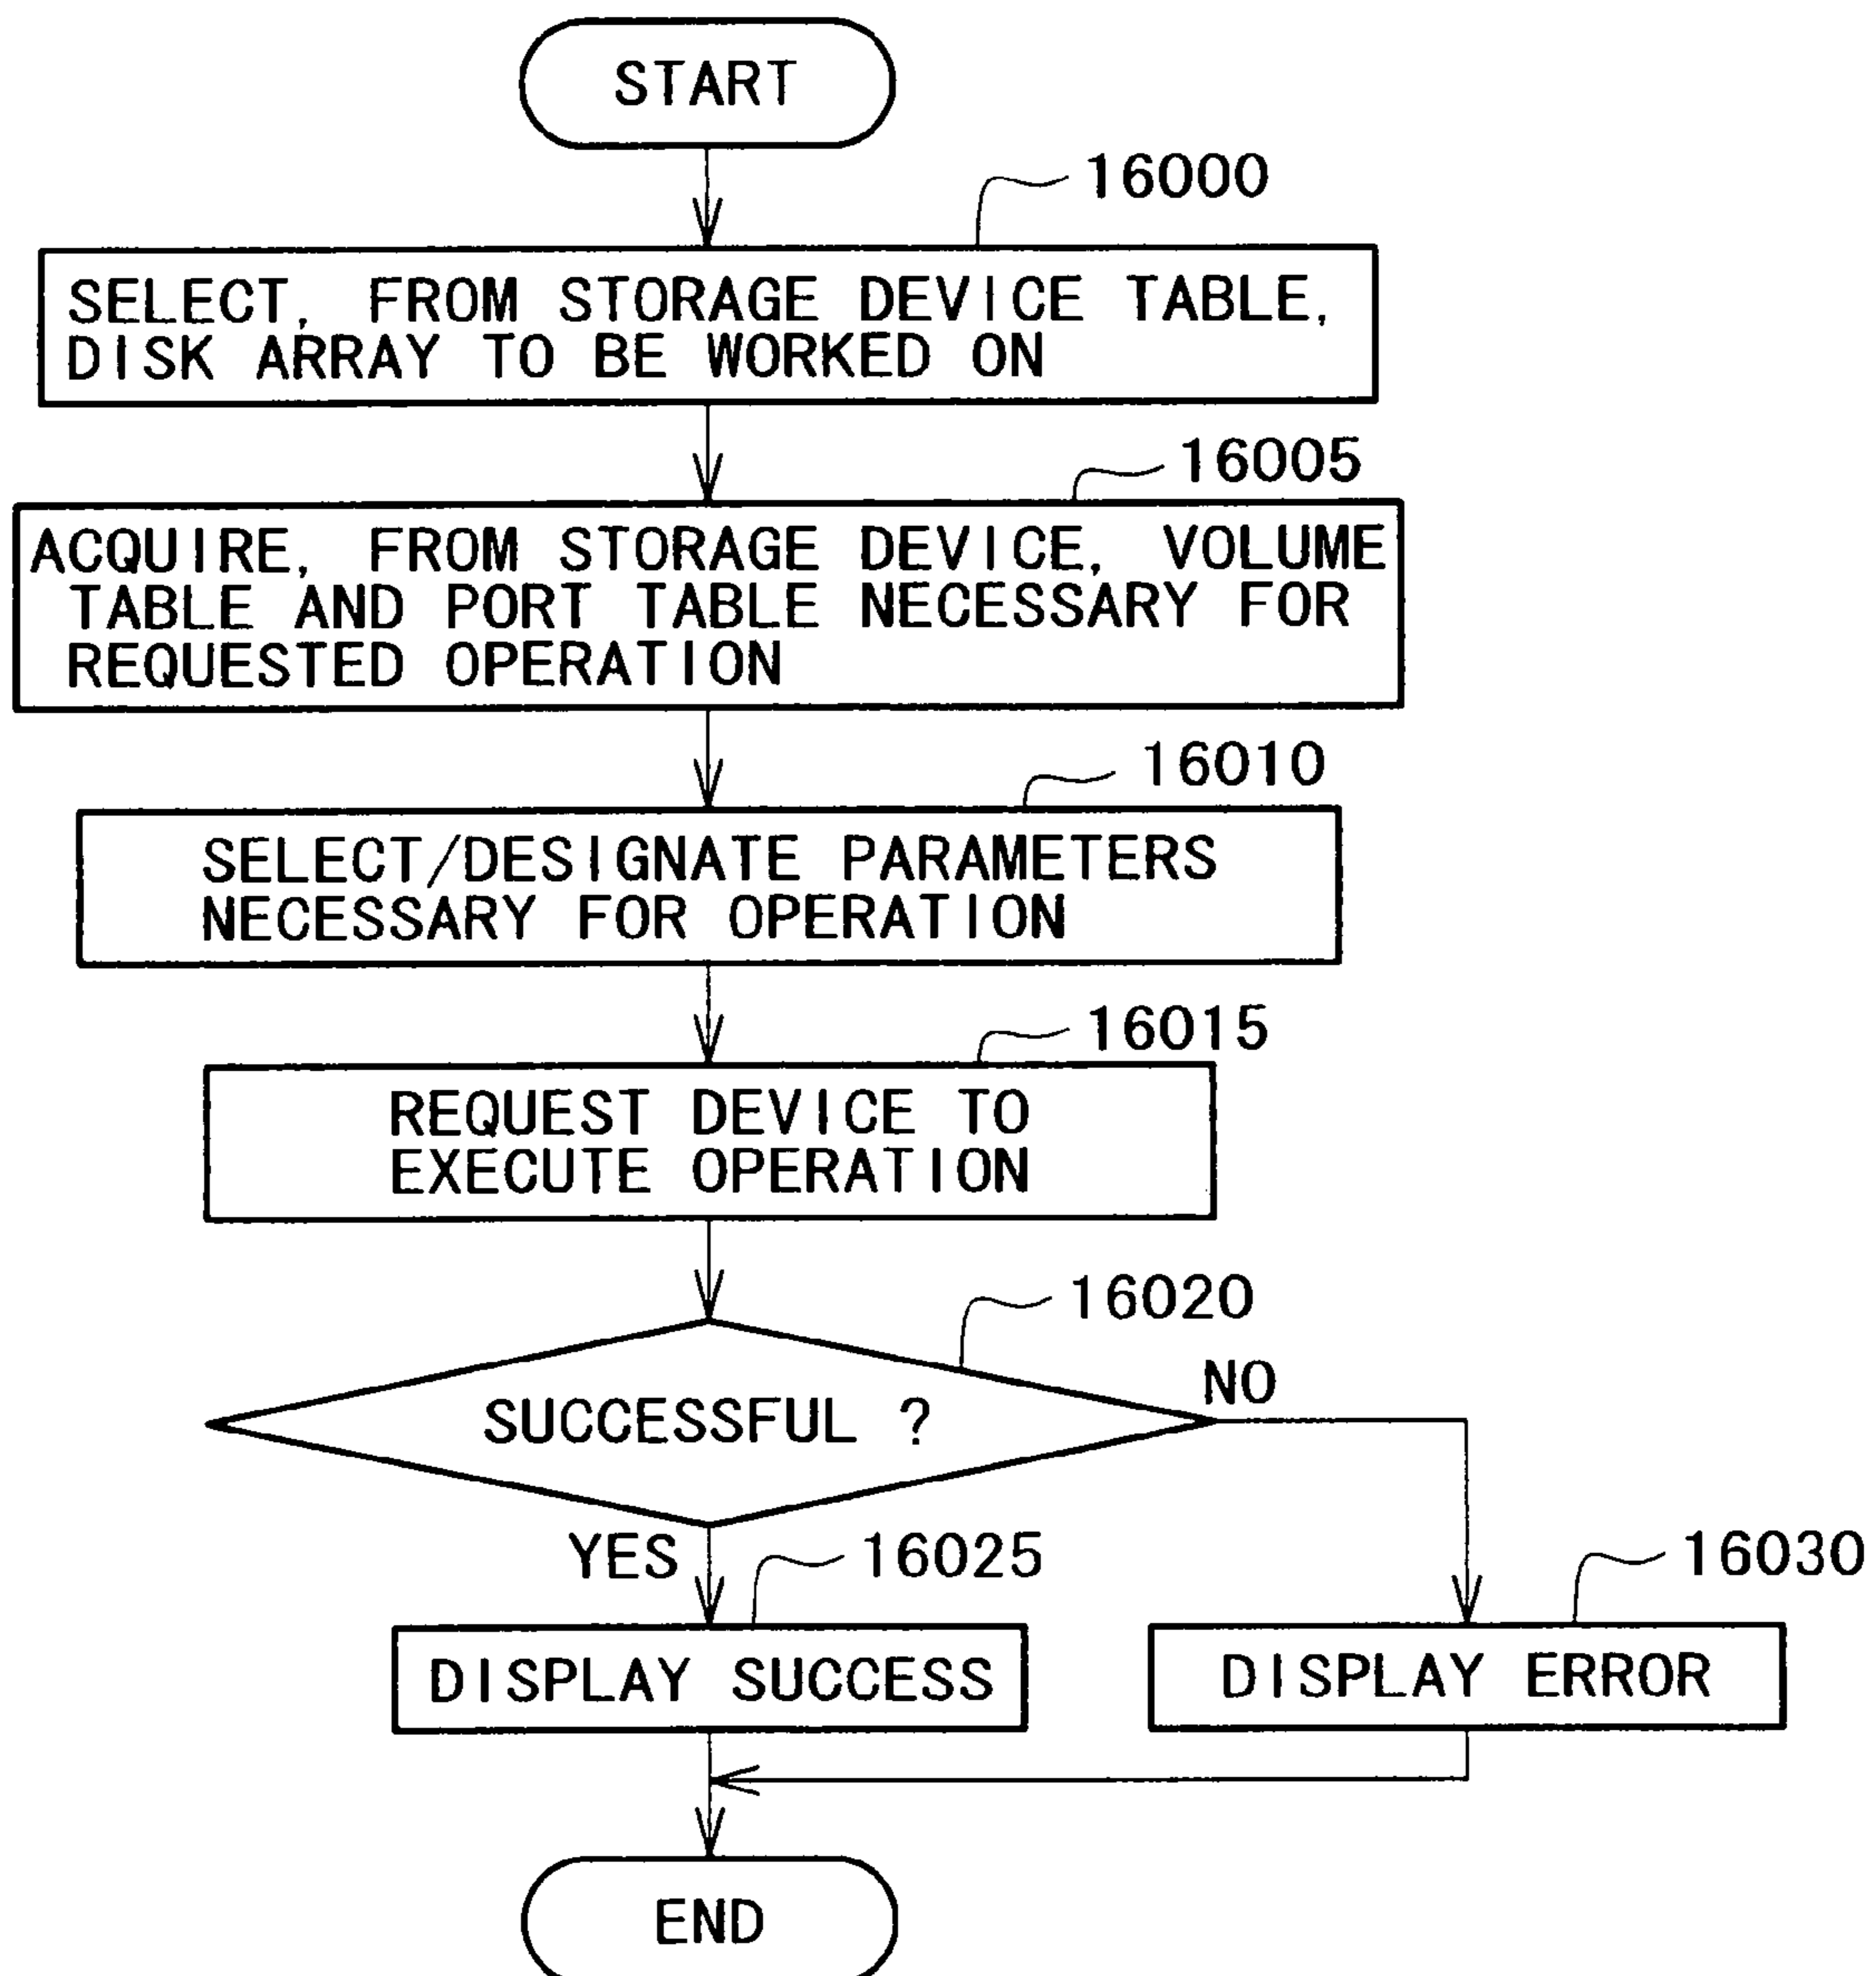 START
16000
SELECT, FROM STORAGE DEVICE TABLE,
DISK ARRAY TO BE WORKED ON
16005
ACQUIRE, FROM STORAGE DEVICE, VOLUME
TABLE AND PORT TABLE NECESSARY FOR
REQUESTED OPERATION
16010
SELECT/DESIGNATE PARAMETERS
NECESSARY FOR OPERATION
16015
REQUEST DEVICE TO
EXECUTE OPERATION
16020
SUCCESSFUL ?
NO
YES
16025
16030
DISPLAY SUCCESS
DISPLAY ERROR
END